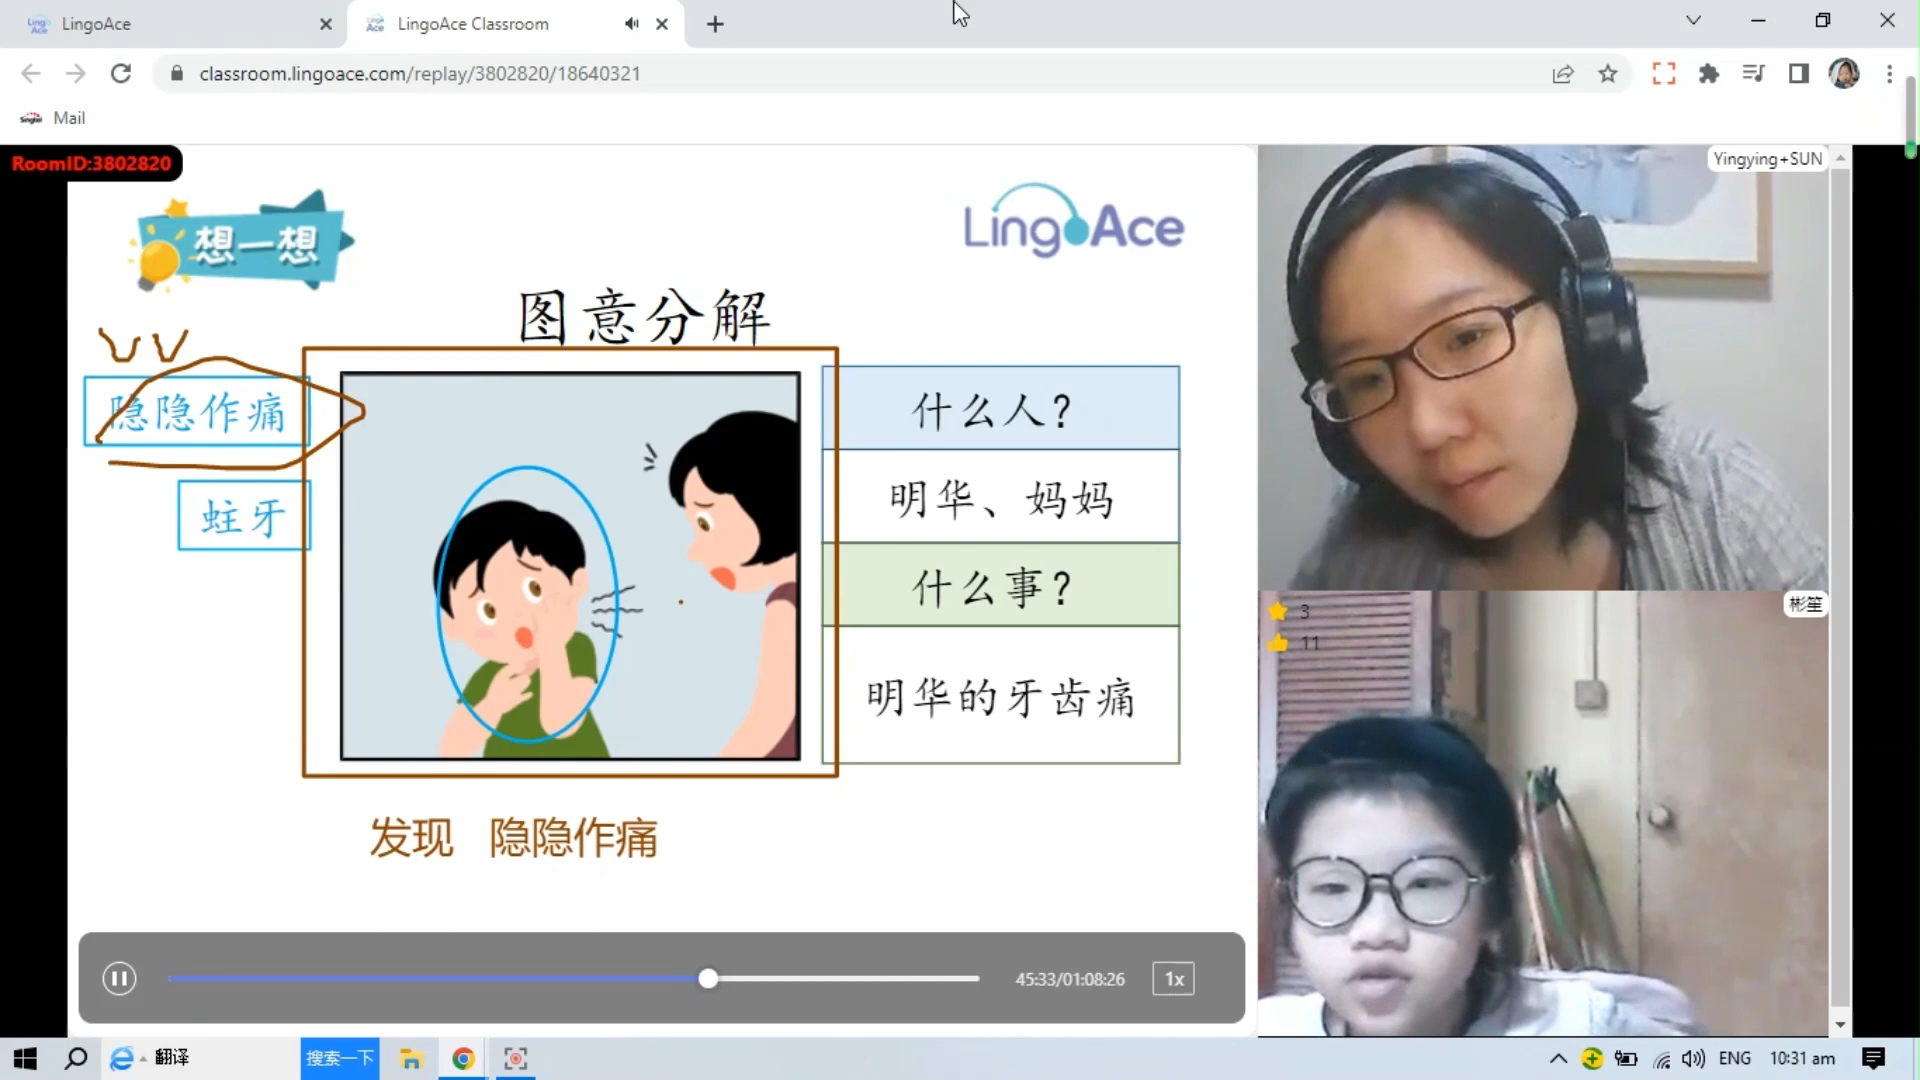 LingoAce
LingoAce Classroom
classroom.lingoace.com/replay/3802820/18640321
Singtel Mail
RoomID:3802820
想一想
LingoAce
Yingying+SUN
图意分解
隐隐作痛
蛀牙
什么人？
明华、妈妈
什么事？
明华的牙齿痛
彬笙
3
11
发现 隐隐作痛
45:33/01:08:26
1x
翻译
搜索一下
ENG
10:31 am